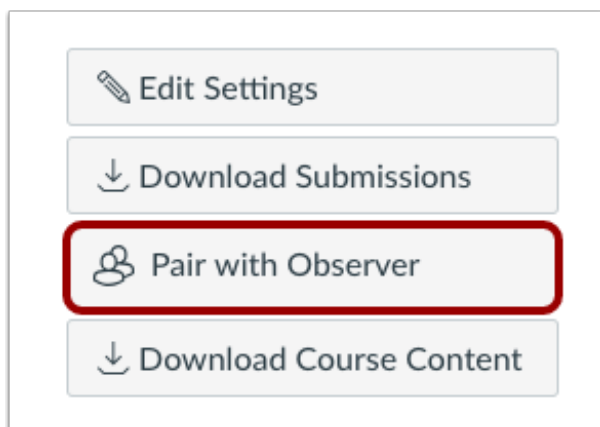 Edit Settings
Download Submissions
Pair with Observer
Download Course Content